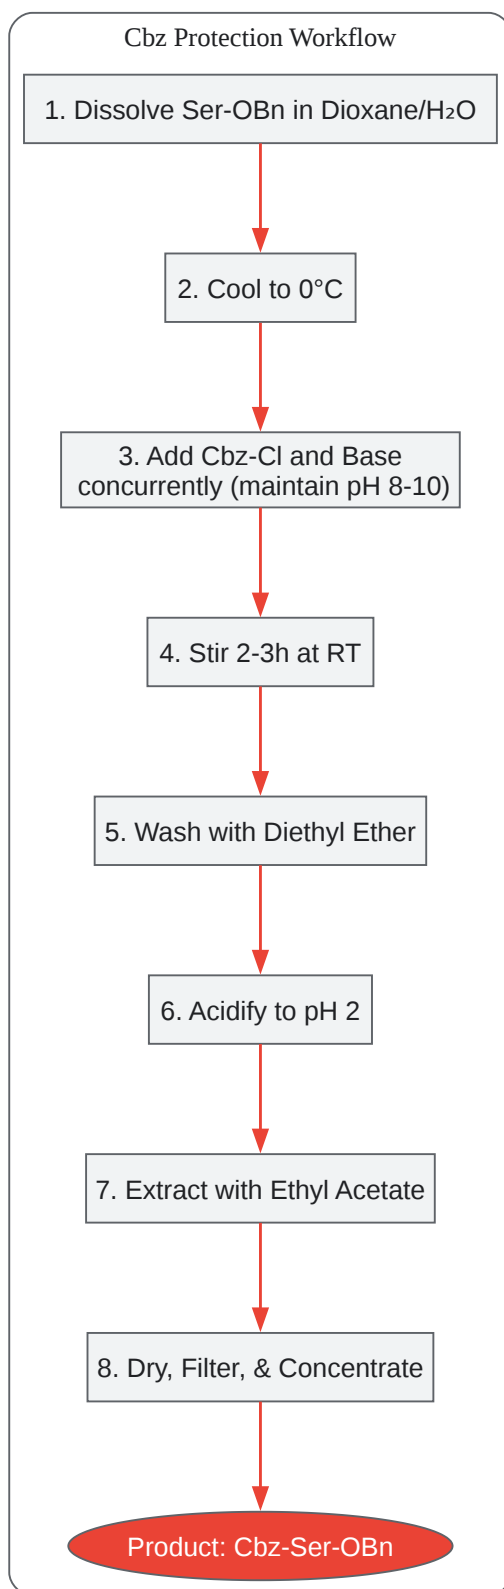 Cbz Protection Workflow
1. Dissolve Ser-OBn in Dioxane/H₂O
2. Cool to 0°C
3. Add Cbz-Cl and Base
concurrently (maintain pH 8-10)
4. Stir 2-3h at RT
5. Wash with Diethyl Ether
6. Acidify to pH 2
7. Extract with Ethyl Acetate
8. Dry, Filter, & Concentrate
Product: Cbz-Ser-OBn